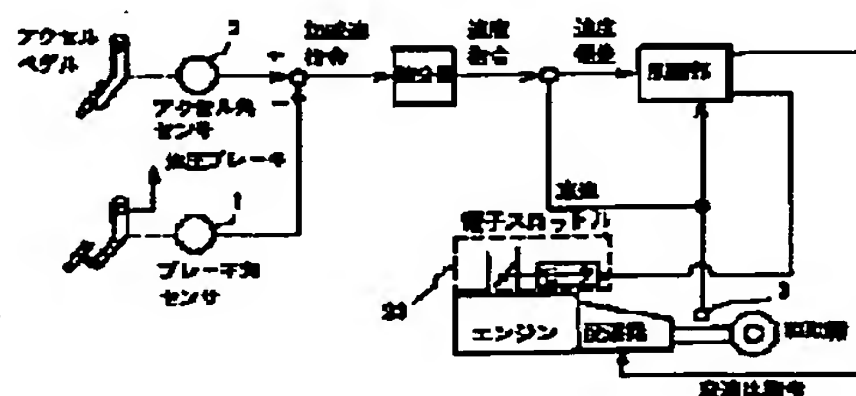 アクセル
ペダル
アクセル角
センサ
油圧ブレーキ
1
ブレーキ角
センサ
加減速
指令
速度
指令
速度
偏差
車速
電子スロットル
23
エンジン
変速機
3
駆動輪
変速比指令